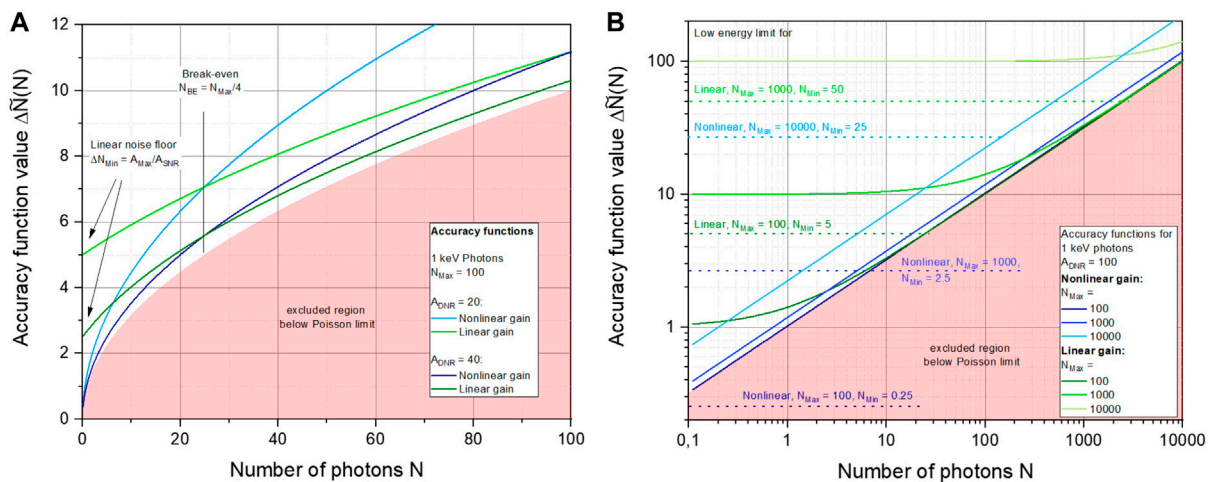 A
Accuracy function value ΔÑ(N)
12
10
8
6
4
2
0
Break-even
N_BE = N_Max/4
Linear noise floor
ΔN_Min = A_Max/A_SNR
excluded region
below Poisson limit
Accuracy functions
1 keV Photons
N_Max = 100
A_DNR = 20:
Nonlinear gain
Linear gain
A_DNR = 40:
Nonlinear gain
Linear gain
0 20 40 60 80 100
Number of photons N
B
Accuracy function value ΔÑ(N)
100
10
1
Low energy limit for
Linear, N_Max = 1000, N_Min = 50
Nonlinear, N_Max = 10000, N_Min = 25
Linear, N_Max = 100, N_Min = 5
Nonlinear, N_Max = 1000,
N_Min = 2.5
excluded region
below Poisson limit
Nonlinear, N_Max = 100, N_Min = 0.25
Accuracy functions for
1 keV photons
A_DNR = 100
Nonlinear gain:
N_Max =
100
1000
10000
Linear gain:
N_Max =
100
1000
10000
0,1 1 10 100 1000 10000
Number of photons N